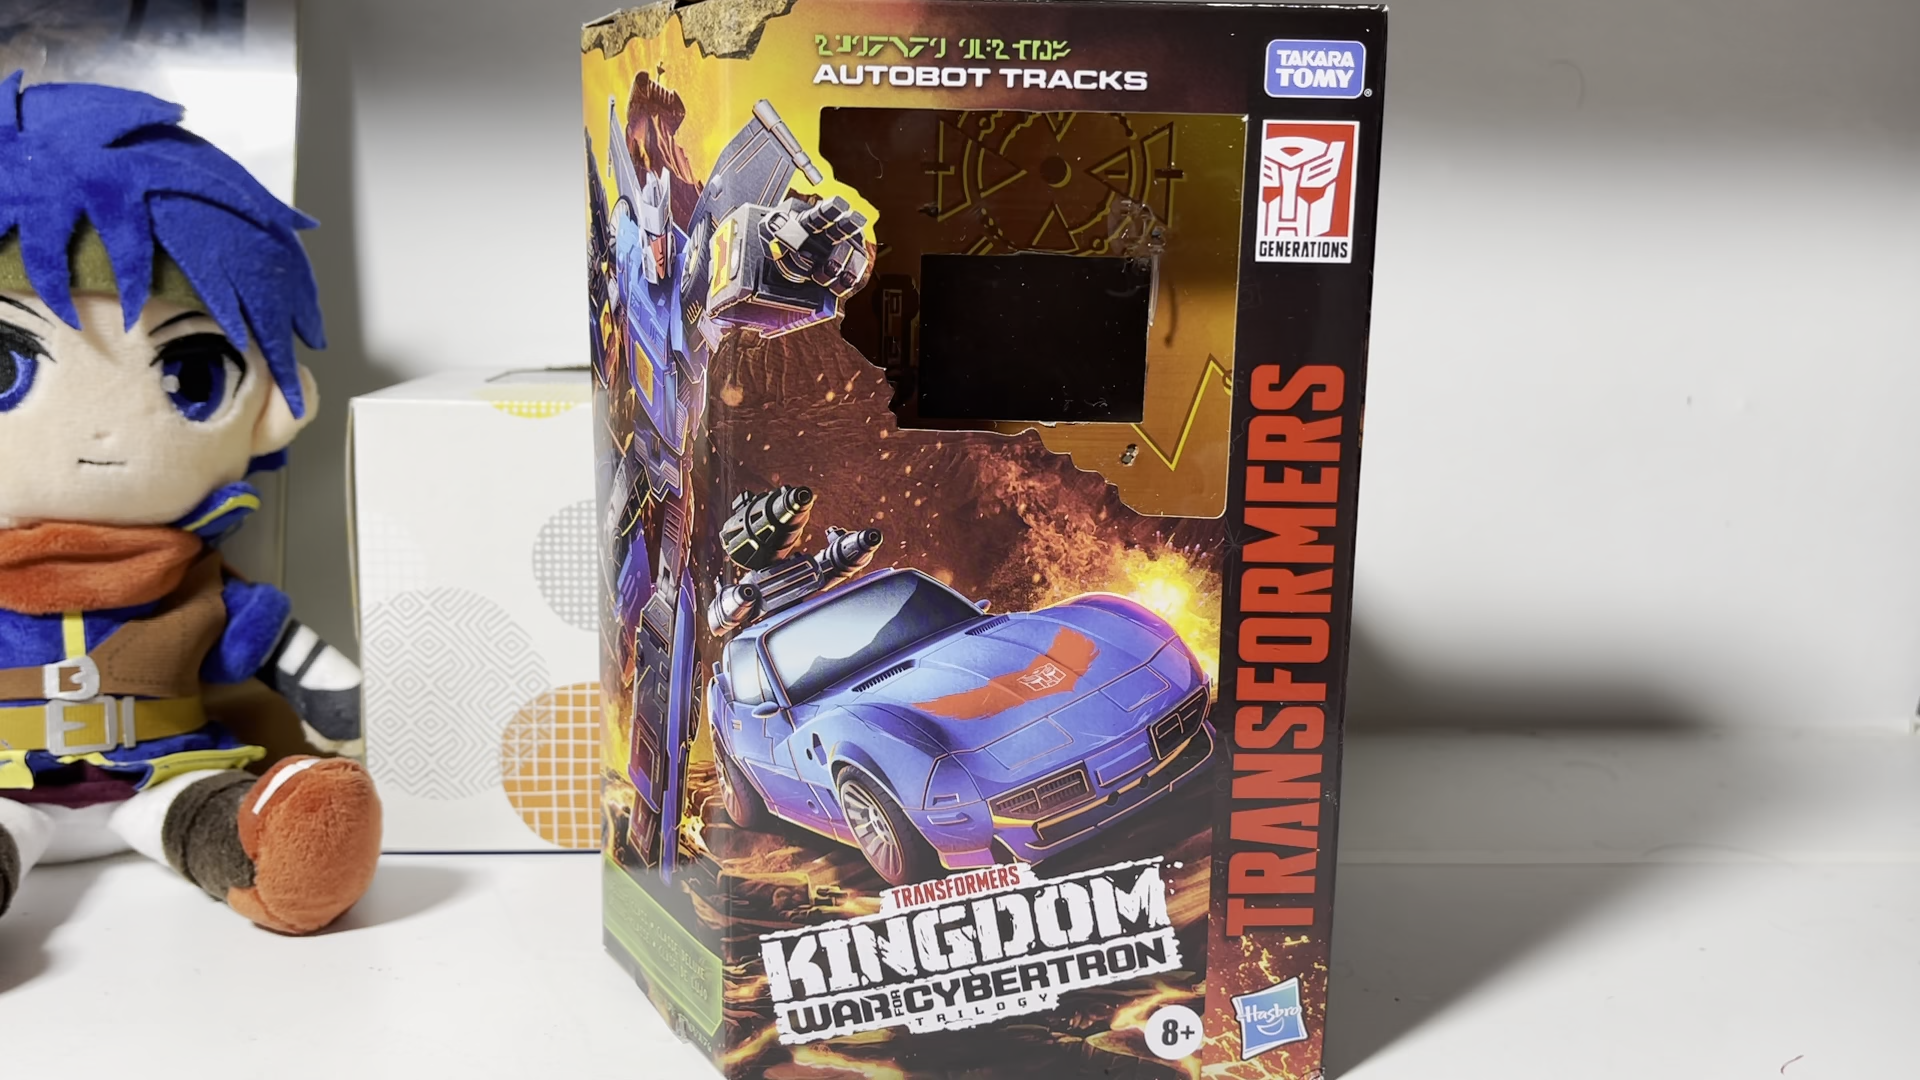 AUTOBOT TRACKS
TAKARA
TOMY
GENERATIONS
TRANSFORMERS
TRANSFORMERS
KINGDOM
WAR FOR CYBERTRON
TRILOGY
8+
Hasbro